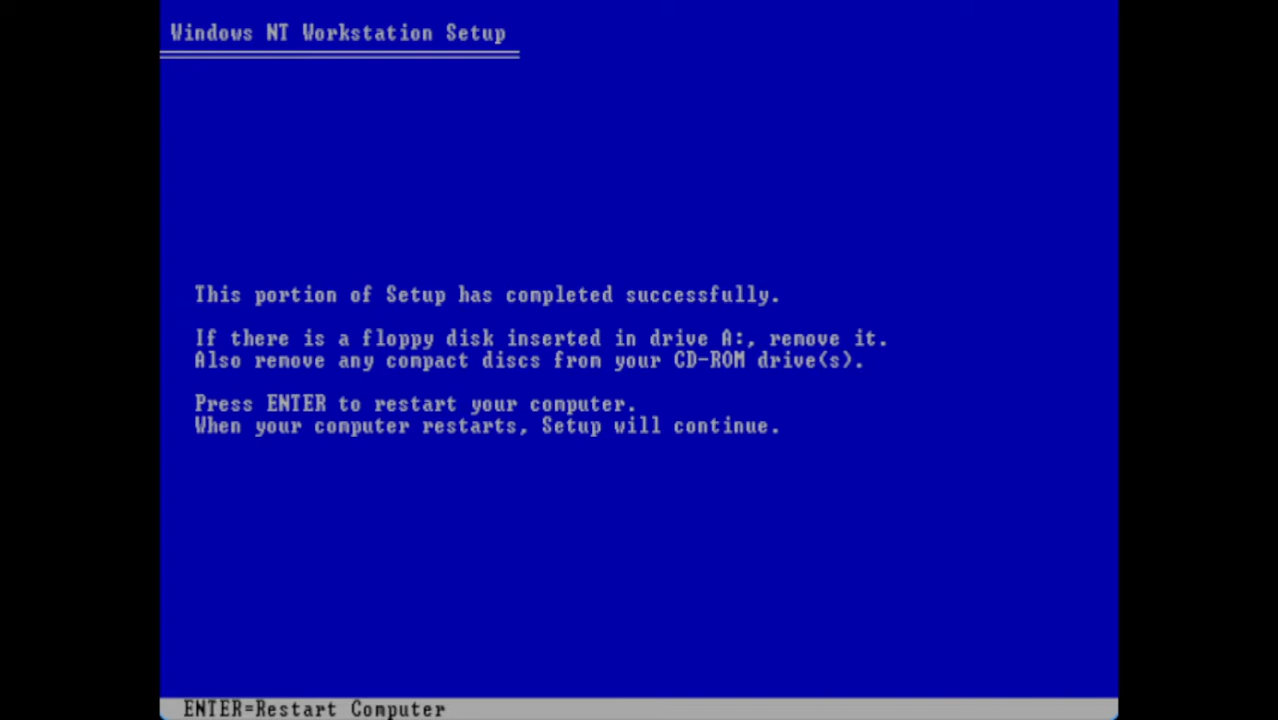 Windows NT Workstation Setup
This portion of Setup has completed successfully.
If there is a floppy disk inserted in drive A:, remove it.
Also remove any compact discs from your CD-ROM drive(s).
Press ENTER to restart your computer.
When your computer restarts, Setup will continue.
ENTER=Restart Computer